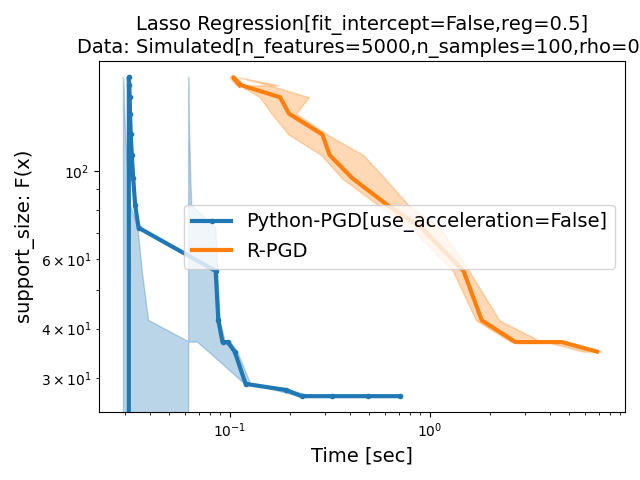 Lasso Regression[fit_intercept=False,reg=0.5]
Data: Simulated[n_features=5000,n_samples=100,rho=0
support_size: F(x)
10²
6 × 10¹
4 × 10¹
3 × 10¹
Python-PGD[use_acceleration=False]
R-PGD
10⁻¹
10⁰
Time [sec]